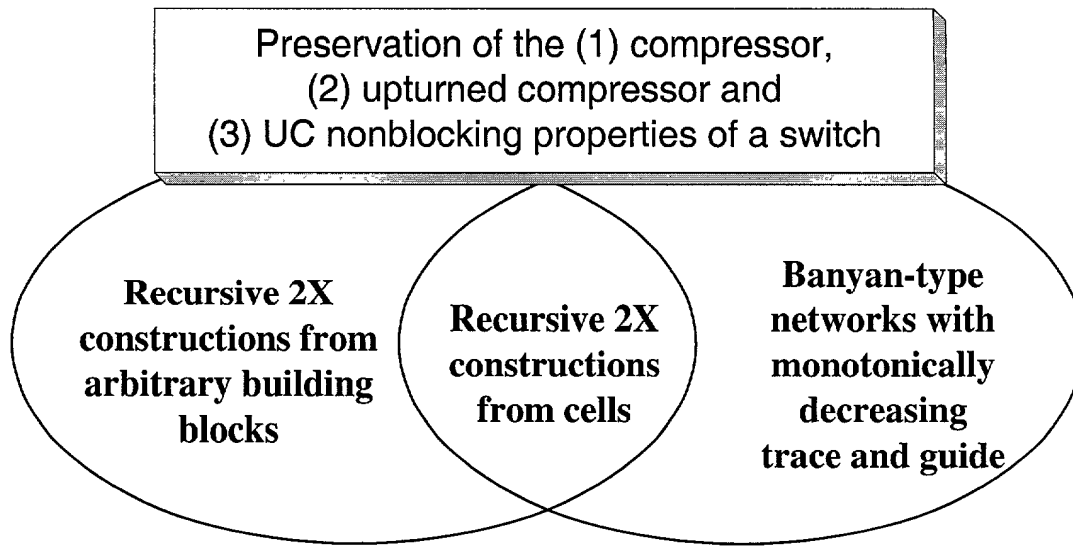 Preservation of the (1) compressor,
(2) upturned compressor and
(3) UC nonblocking properties of a switch
Recursive 2X
constructions from
arbitrary building
blocks
Recursive 2X
constructions
from cells
Banyan-type
networks with
monotonically
decreasing
trace and guide